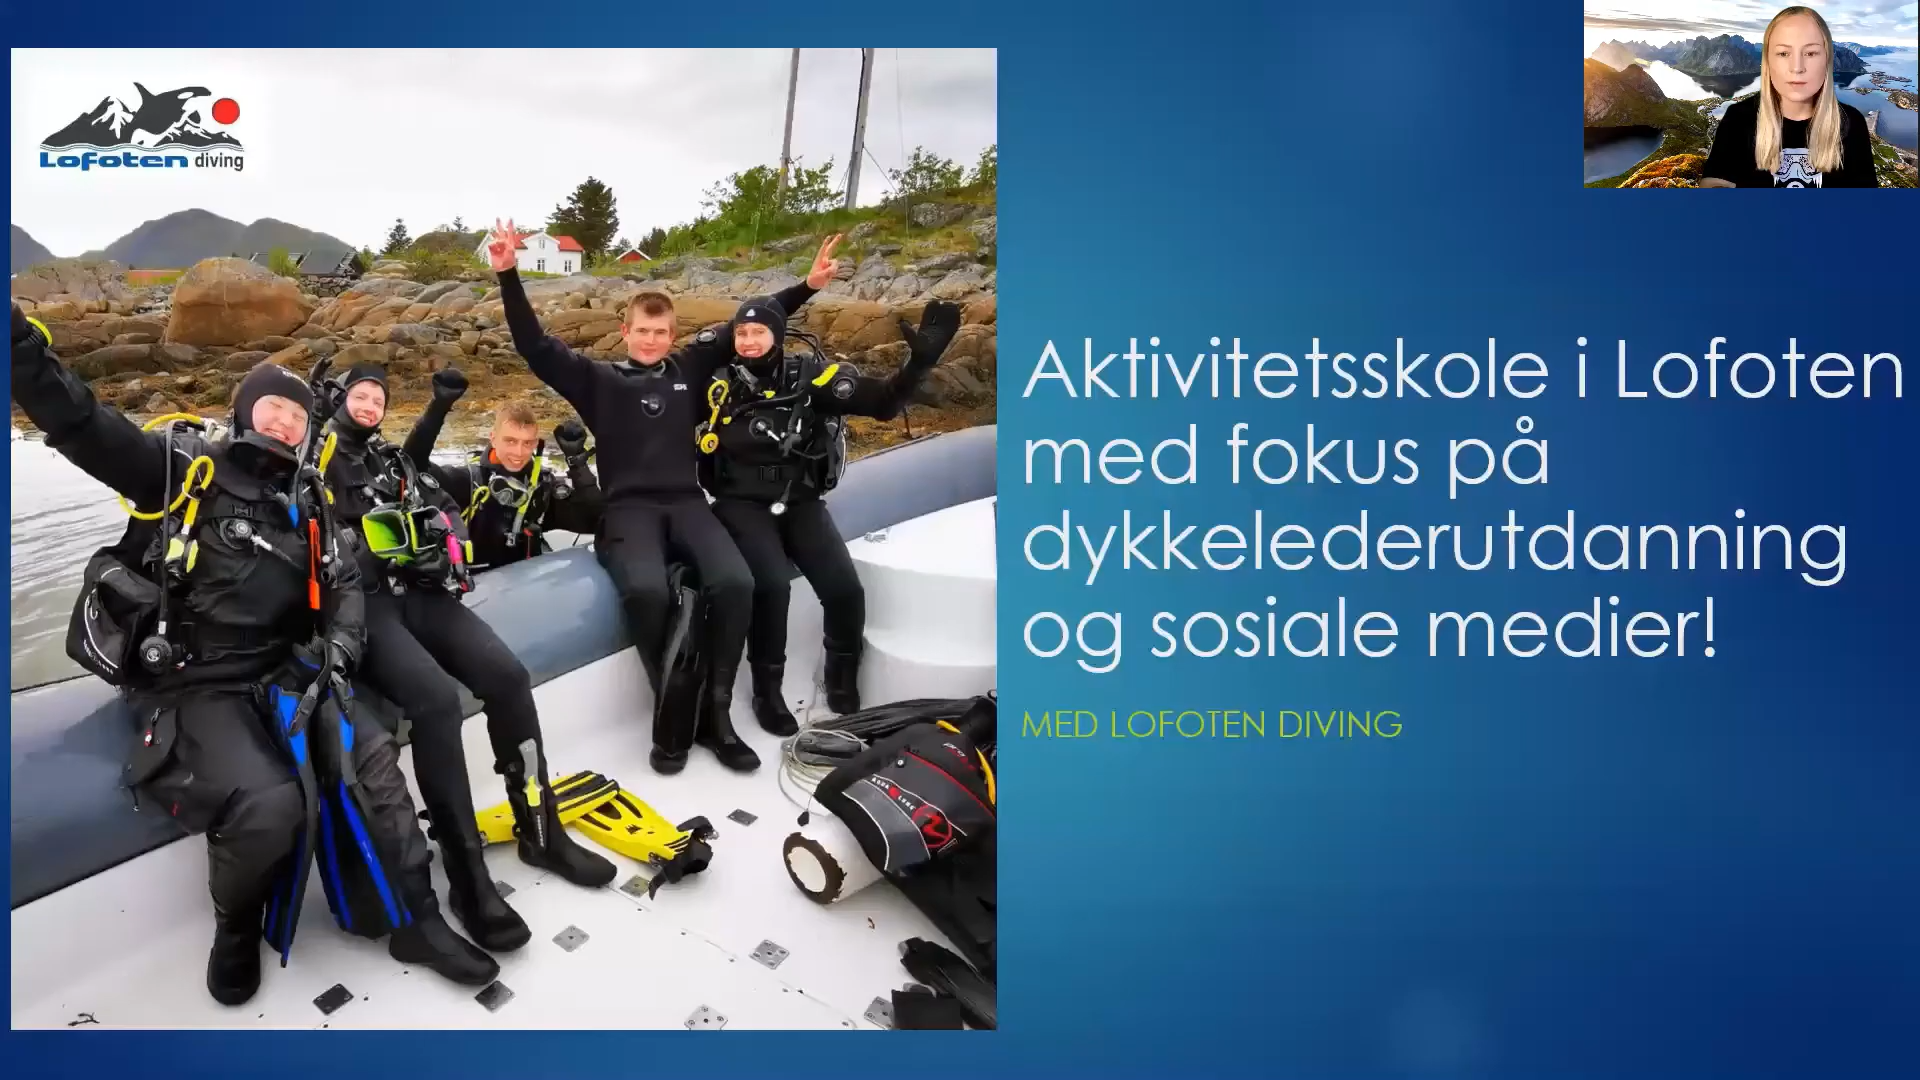 Lofoten diving
Aktivitetsskole i Lofoten
med fokus på
dykkelederutdanning
og sosiale medier!
MED LOFOTEN DIVING